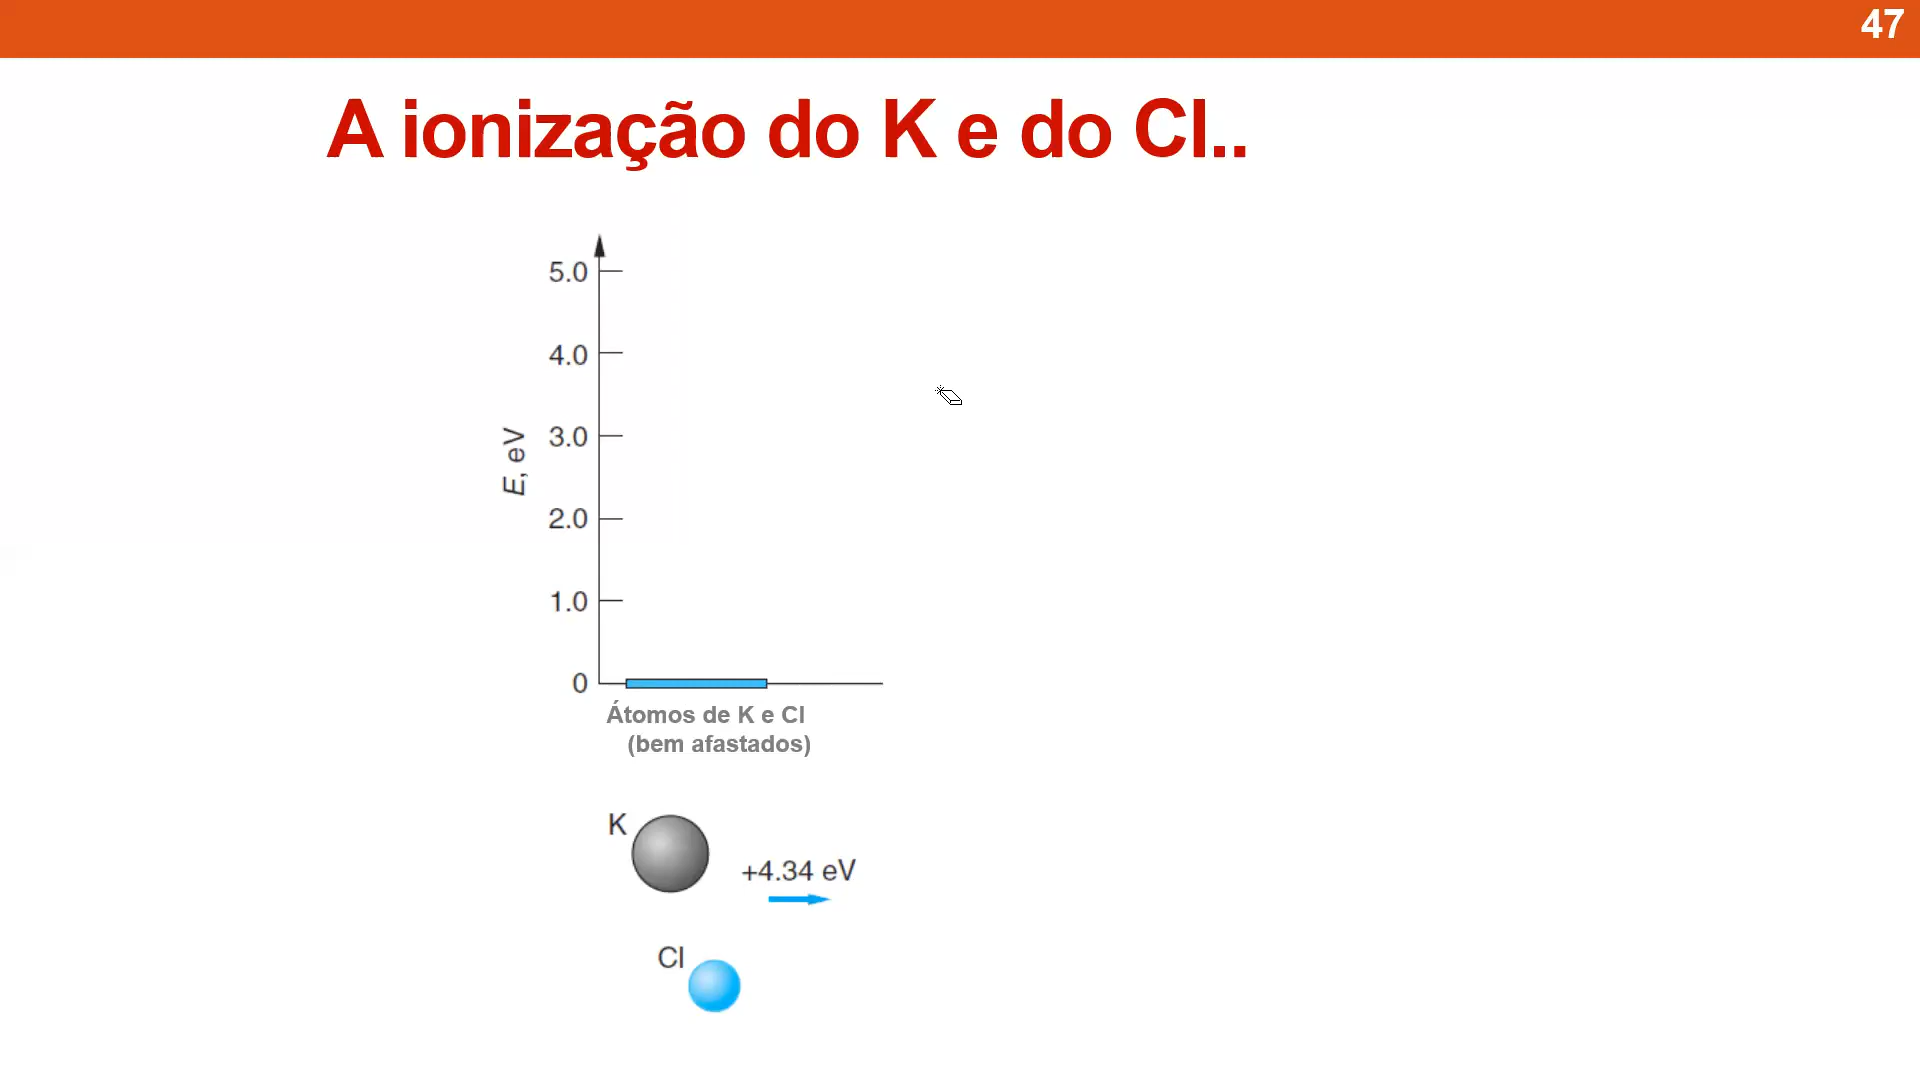 47
A ionização do K e do Cl..
5.0
4.0
3.0
E, eV
2.0
1.0
0
Átomos de K e Cl
(bem afastados)
K
+4.34 eV
Cl